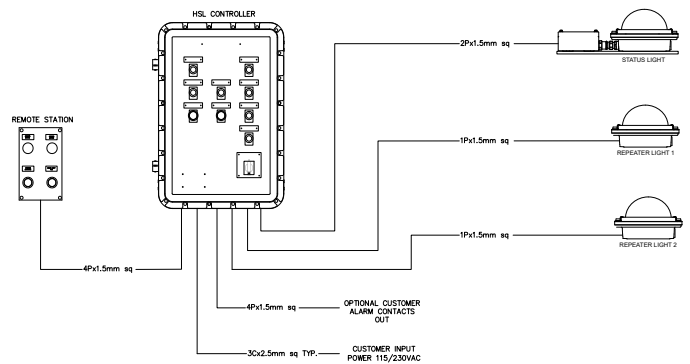 HSL CONTROLLER
2Px1.5mm sq
STATUS LIGHT
REMOTE STATION
1Px1.5mm sq
REPEATER LIGHT 1
1Px1.5mm sq
REPEATER LIGHT 2
4Px1.5mm sq
4Px1.5mm sq
OPTIONAL CUSTOMER
ALARM CONTACTS
OUT
3Cx2.5mm sq TYP.
CUSTOMER INPUT
POWER 115/230VAC